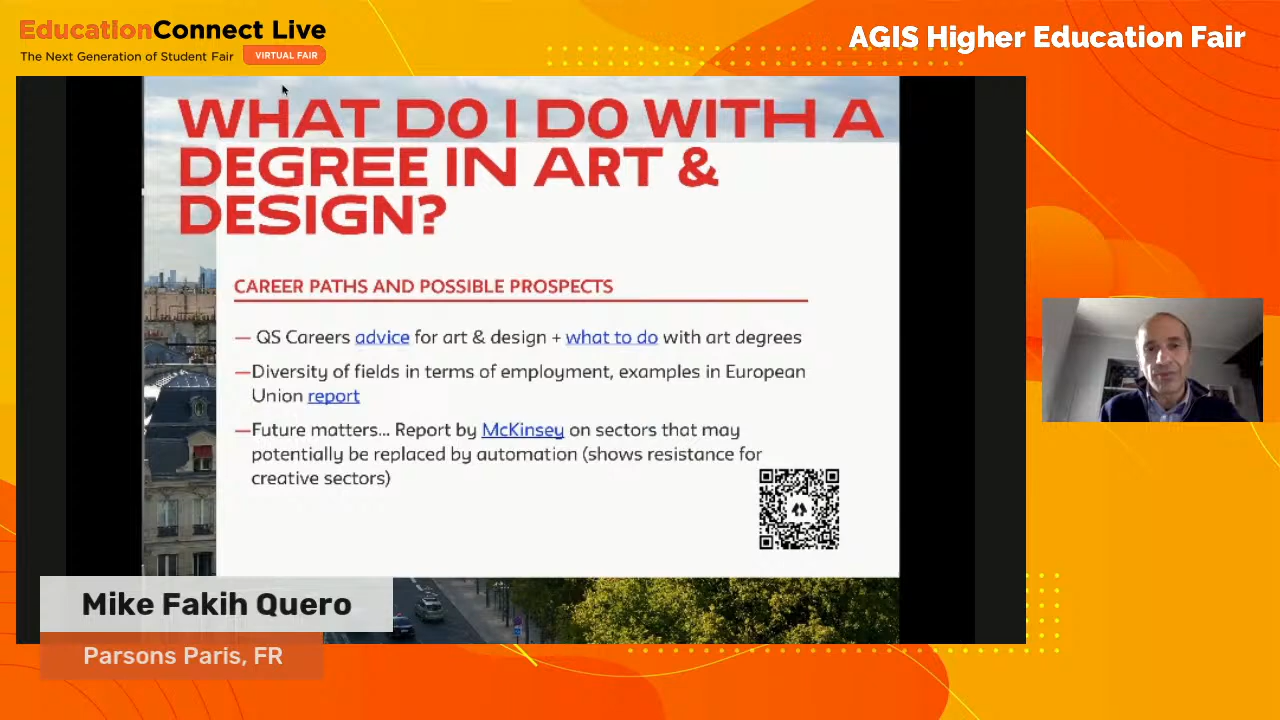 EducationConnect Live
The Next Generation of Student Fair
VIRTUAL FAIR
AGIS Higher Education Fair
WHAT DO I DO WITH A
DEGREE IN ART &
DESIGN?
CAREER PATHS AND POSSIBLE PROSPECTS
— QS Careers advice for art & design + what to do with art degrees
—Diversity of fields in terms of employment, examples in European
Union report
—Future matters... Report by McKinsey on sectors that may
potentially be replaced by automation (shows resistance for
creative sectors)
Mike Fakih Quero
Parsons Paris, FR